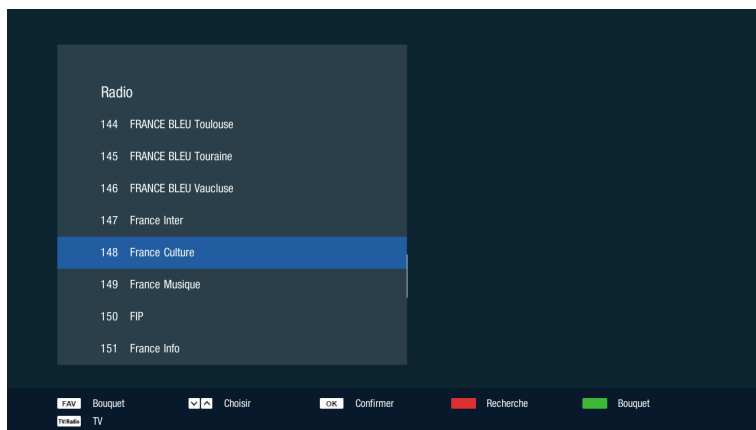 Radio
144 FRANCE BLEU Toulouse
145 FRANCE BLEU Touraine
146 FRANCE BLEU Vaucluse
147 France Inter
148 France Culture
149 France Musique
150 FIP
151 France Info
FAV Bouquet Choisir OK Confirmer Recherche Bouquet
TV/Radio TV